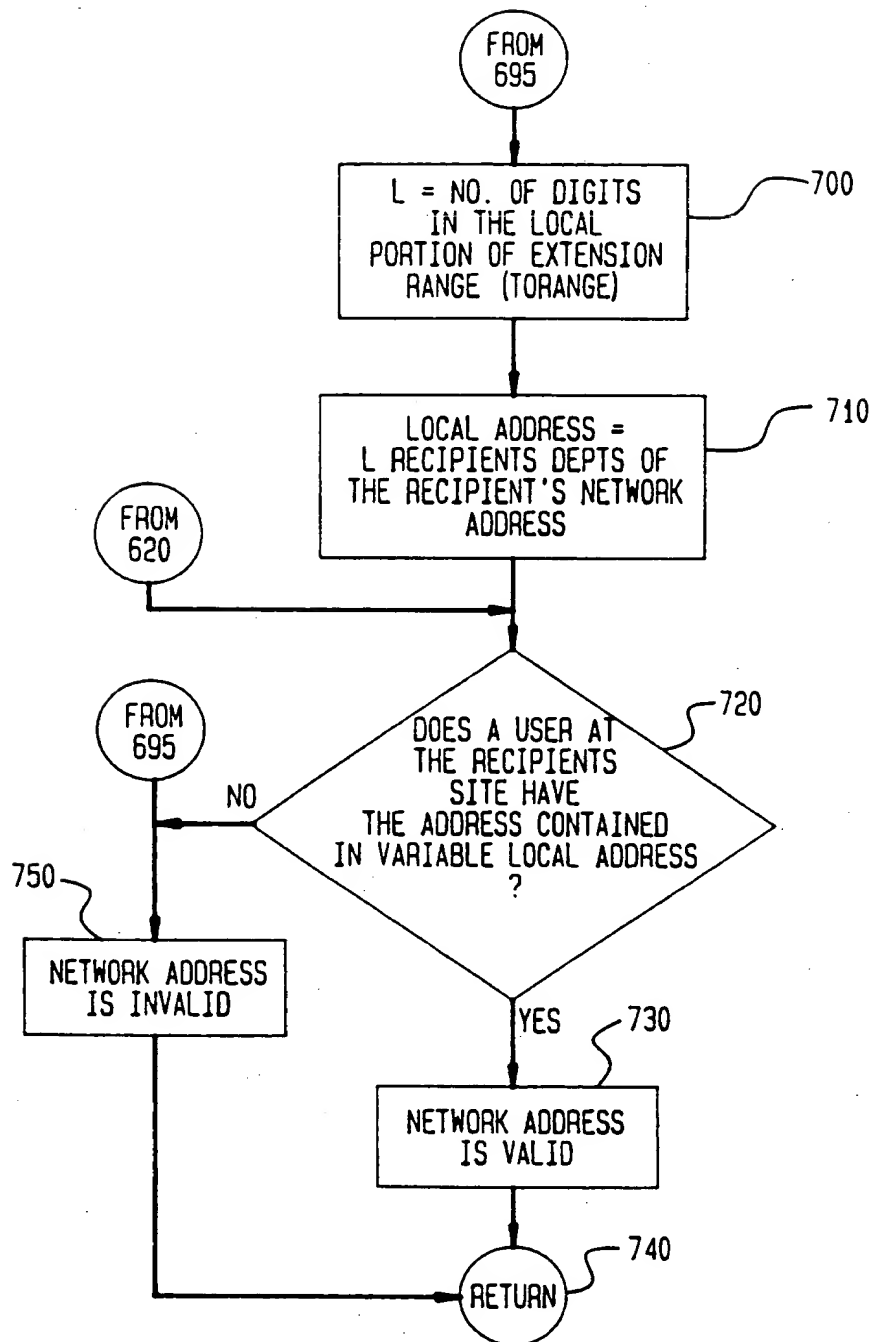 FROM
695
L = NO. OF DIGITS
IN THE LOCAL
PORTION OF EXTENSION
RANGE (TORANGE)
700
LOCAL ADDRESS =
L RECIPIENTS DEPTS OF
THE RECIPIENT'S NETWORK
ADDRESS
710
FROM
620
DOES A USER AT
THE RECIPIENTS
SITE HAVE
THE ADDRESS CONTAINED
IN VARIABLE LOCAL ADDRESS
?
720
FROM
695
NO
750
NETWORK ADDRESS
IS INVALID
YES
730
NETWORK ADDRESS
IS VALID
RETURN
740